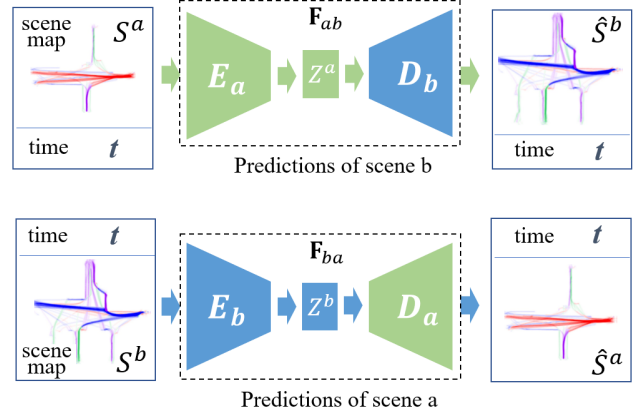 scene
map
S^a
time
t
F_ab
E_a
Z^a
D_b
Predictions of scene b
Ŝ^b
time
t
time
t
scene
map
S^b
F_ba
E_b
Z^b
D_a
Predictions of scene a
time
t
Ŝ^a